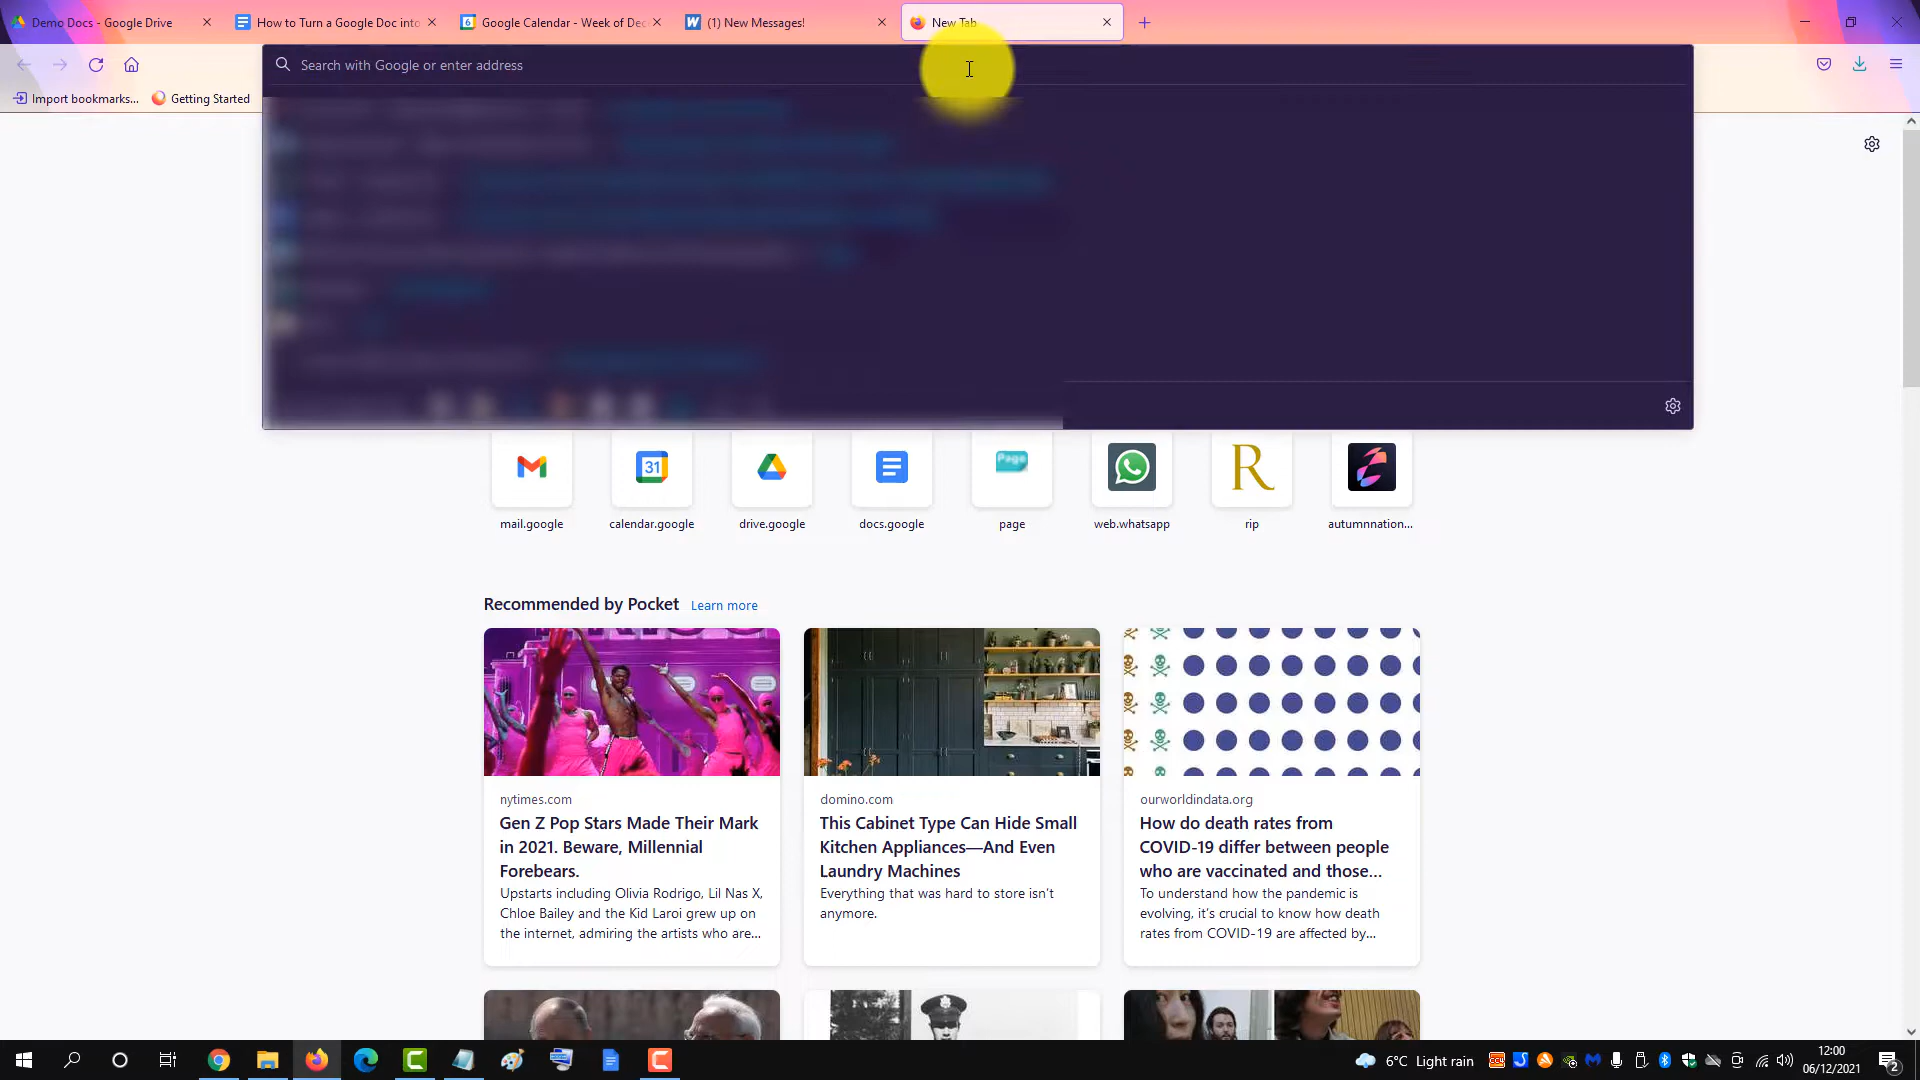 Demo Docs - Google Drive
How to Turn a Google Doc into
Google Calendar - Week of Dec
(1) New Messages!
New Tab
Search with Google or enter address
Import bookmarks...
Getting Started
mail.google
calendar.google
drive.google
docs.google
Page
page
web.whatsapp
R
rip
autumnnation...
31
Recommended by Pocket Learn more
nytimes.com
Gen Z Pop Stars Made Their Mark
in 2021. Beware, Millennial
Forebears.
Upstarts including Olivia Rodrigo, Lil Nas X,
Chloe Bailey and the Kid Laroi grew up on
the internet, admiring the artists who are...
domino.com
This Cabinet Type Can Hide Small
Kitchen Appliances—And Even
Laundry Machines
Everything that was hard to store isn't
anymore.
ourworldindata.org
How do death rates from
COVID-19 differ between people
who are vaccinated and those...
To understand how the pandemic is
evolving, it's crucial to know how death
rates from COVID-19 are affected by...
6°C Light rain
12:00
06/12/2021
2